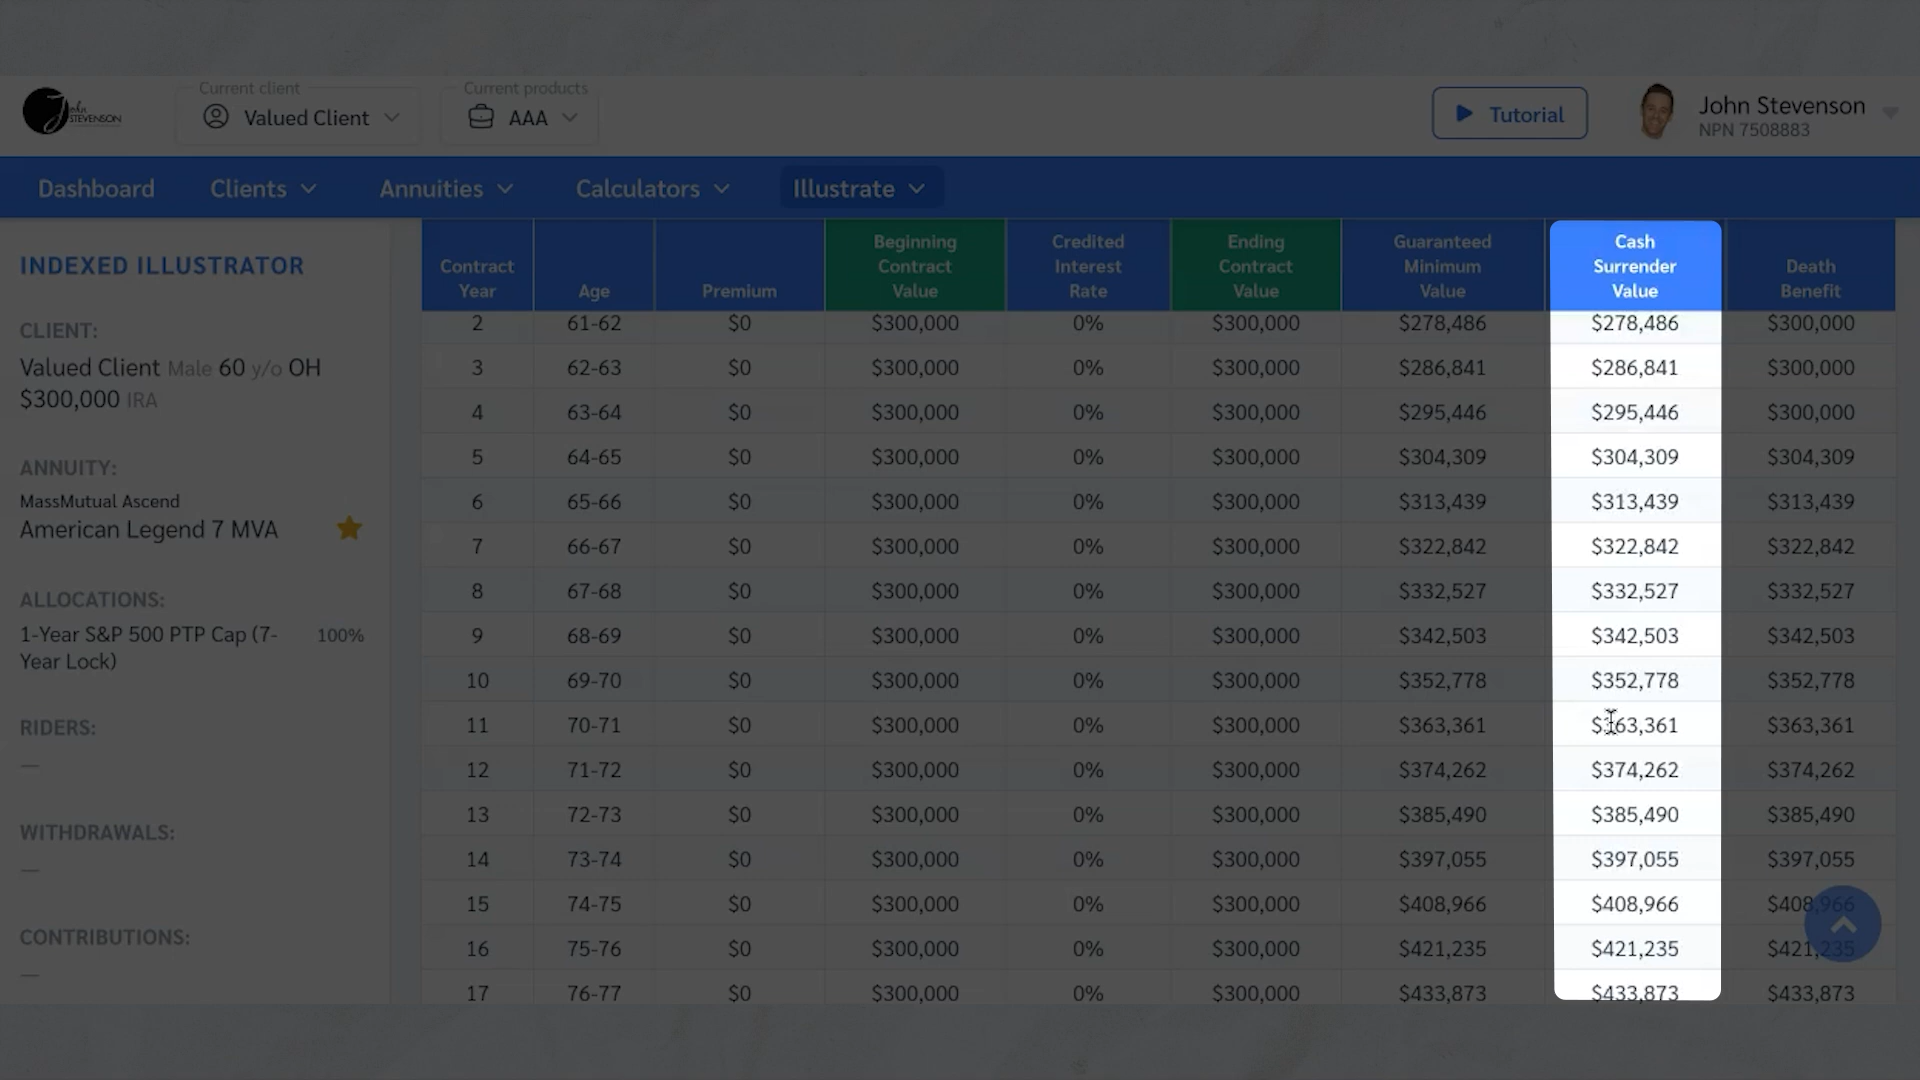 John
STEVENSON
Current client
Valued Client
Current products
AAA
Tutorial
John Stevenson
NPN 7508883
Dashboard
Clients
Annuities
Calculators
Illustrate
INDEXED ILLUSTRATOR
CLIENT:
Valued Client Male 60 y/o OH
$300,000 IRA
ANNUITY:
MassMutual Ascend
American Legend 7 MVA
ALLOCATIONS:
1-Year S&P 500 PTP Cap (7- 100%
Year Lock)
RIDERS:
—
WITHDRAWALS:
—
CONTRIBUTIONS:
—
Contract
Year
Age
Premium
Beginning
Contract
Value
Credited
Interest
Rate
Ending
Contract
Value
Guaranteed
Minimum
Value
Cash
Surrender
Value
Death
Benefit
2 61-62 $0 $300,000 0% $300,000 $278,486 $278,486 $300,000
3 62-63 $0 $300,000 0% $300,000 $286,841 $286,841 $300,000
4 63-64 $0 $300,000 0% $300,000 $295,446 $295,446 $300,000
5 64-65 $0 $300,000 0% $300,000 $304,309 $304,309 $304,309
6 65-66 $0 $300,000 0% $300,000 $313,439 $313,439 $313,439
7 66-67 $0 $300,000 0% $300,000 $322,842 $322,842 $322,842
8 67-68 $0 $300,000 0% $300,000 $332,527 $332,527 $332,527
9 68-69 $0 $300,000 0% $300,000 $342,503 $342,503 $342,503
10 69-70 $0 $300,000 0% $300,000 $352,778 $352,778 $352,778
11 70-71 $0 $300,000 0% $300,000 $363,361 $363,361 $363,361
12 71-72 $0 $300,000 0% $300,000 $374,262 $374,262 $374,262
13 72-73 $0 $300,000 0% $300,000 $385,490 $385,490 $385,490
14 73-74 $0 $300,000 0% $300,000 $397,055 $397,055 $397,055
15 74-75 $0 $300,000 0% $300,000 $408,966 $408,966 $408,966
16 75-76 $0 $300,000 0% $300,000 $421,235 $421,235 $421,235
17 76-77 $0 $300,000 0% $300,000 $433,873 $433,873 $433,873